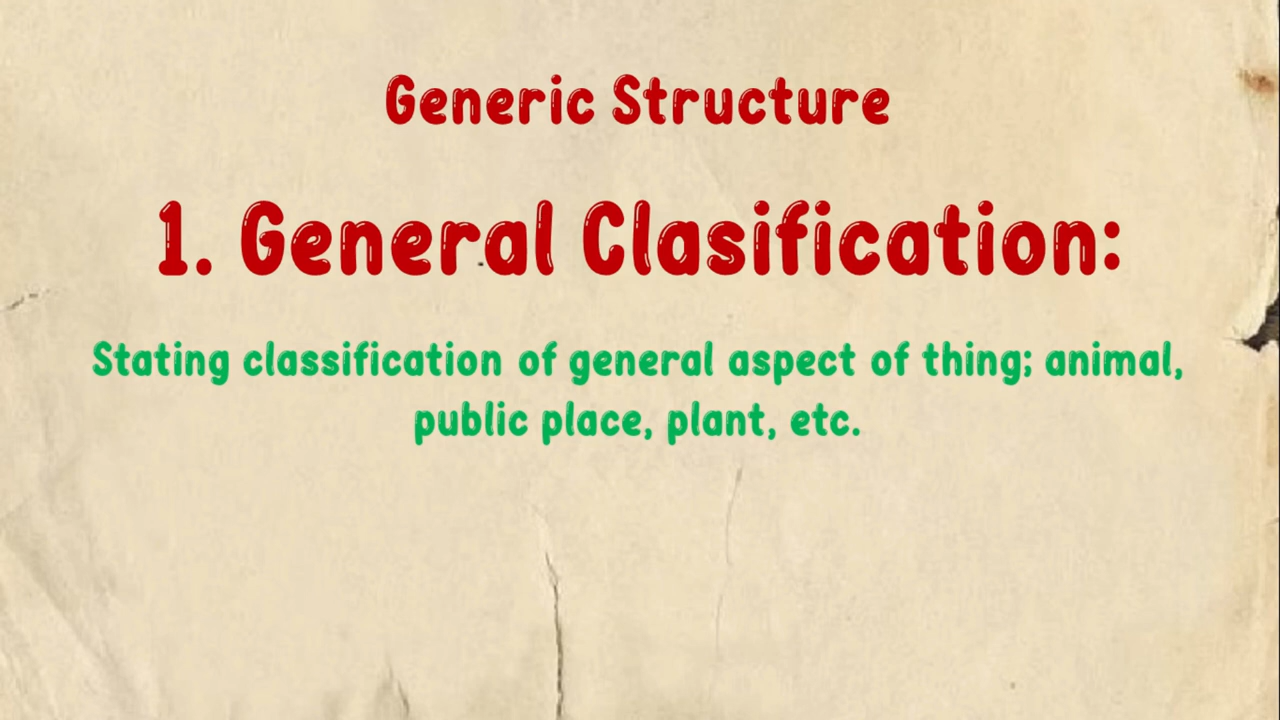 Generic Structure
1. General Clasification:
Stating classification of general aspect of thing; animal,
public place, plant, etc.